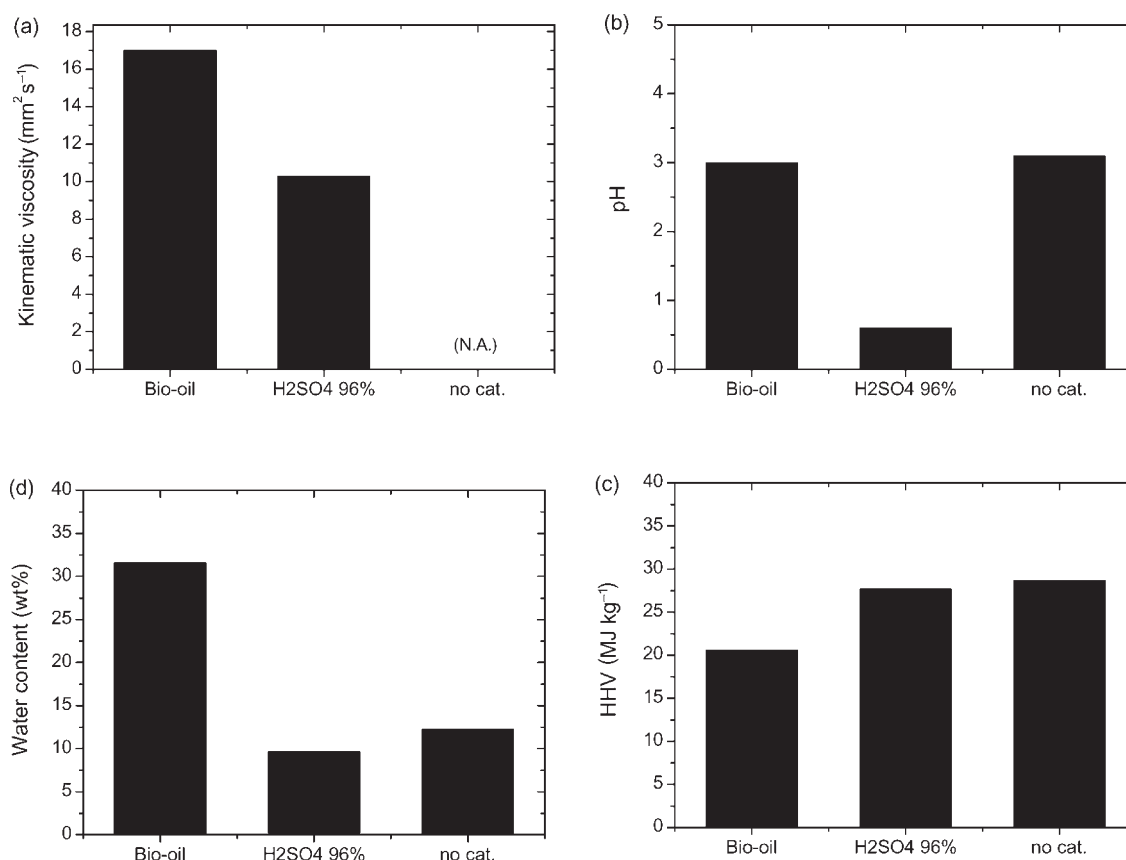 (a)
Kinematic viscosity (mm² s⁻¹)
18
16
14
12
10
8
6
4
2
0
(N.A.)
Bio-oil H2SO4 96% no cat.
(b)
pH
5
4
3
2
1
0
Bio-oil H2SO4 96% no cat.
(d)
Water content (wt%)
40
35
30
25
20
15
10
5
0
Bio-oil H2SO4 96% no cat.
(c)
HHV (MJ kg⁻¹)
40
35
30
25
20
15
10
5
0
Bio-oil H2SO4 96% no cat.